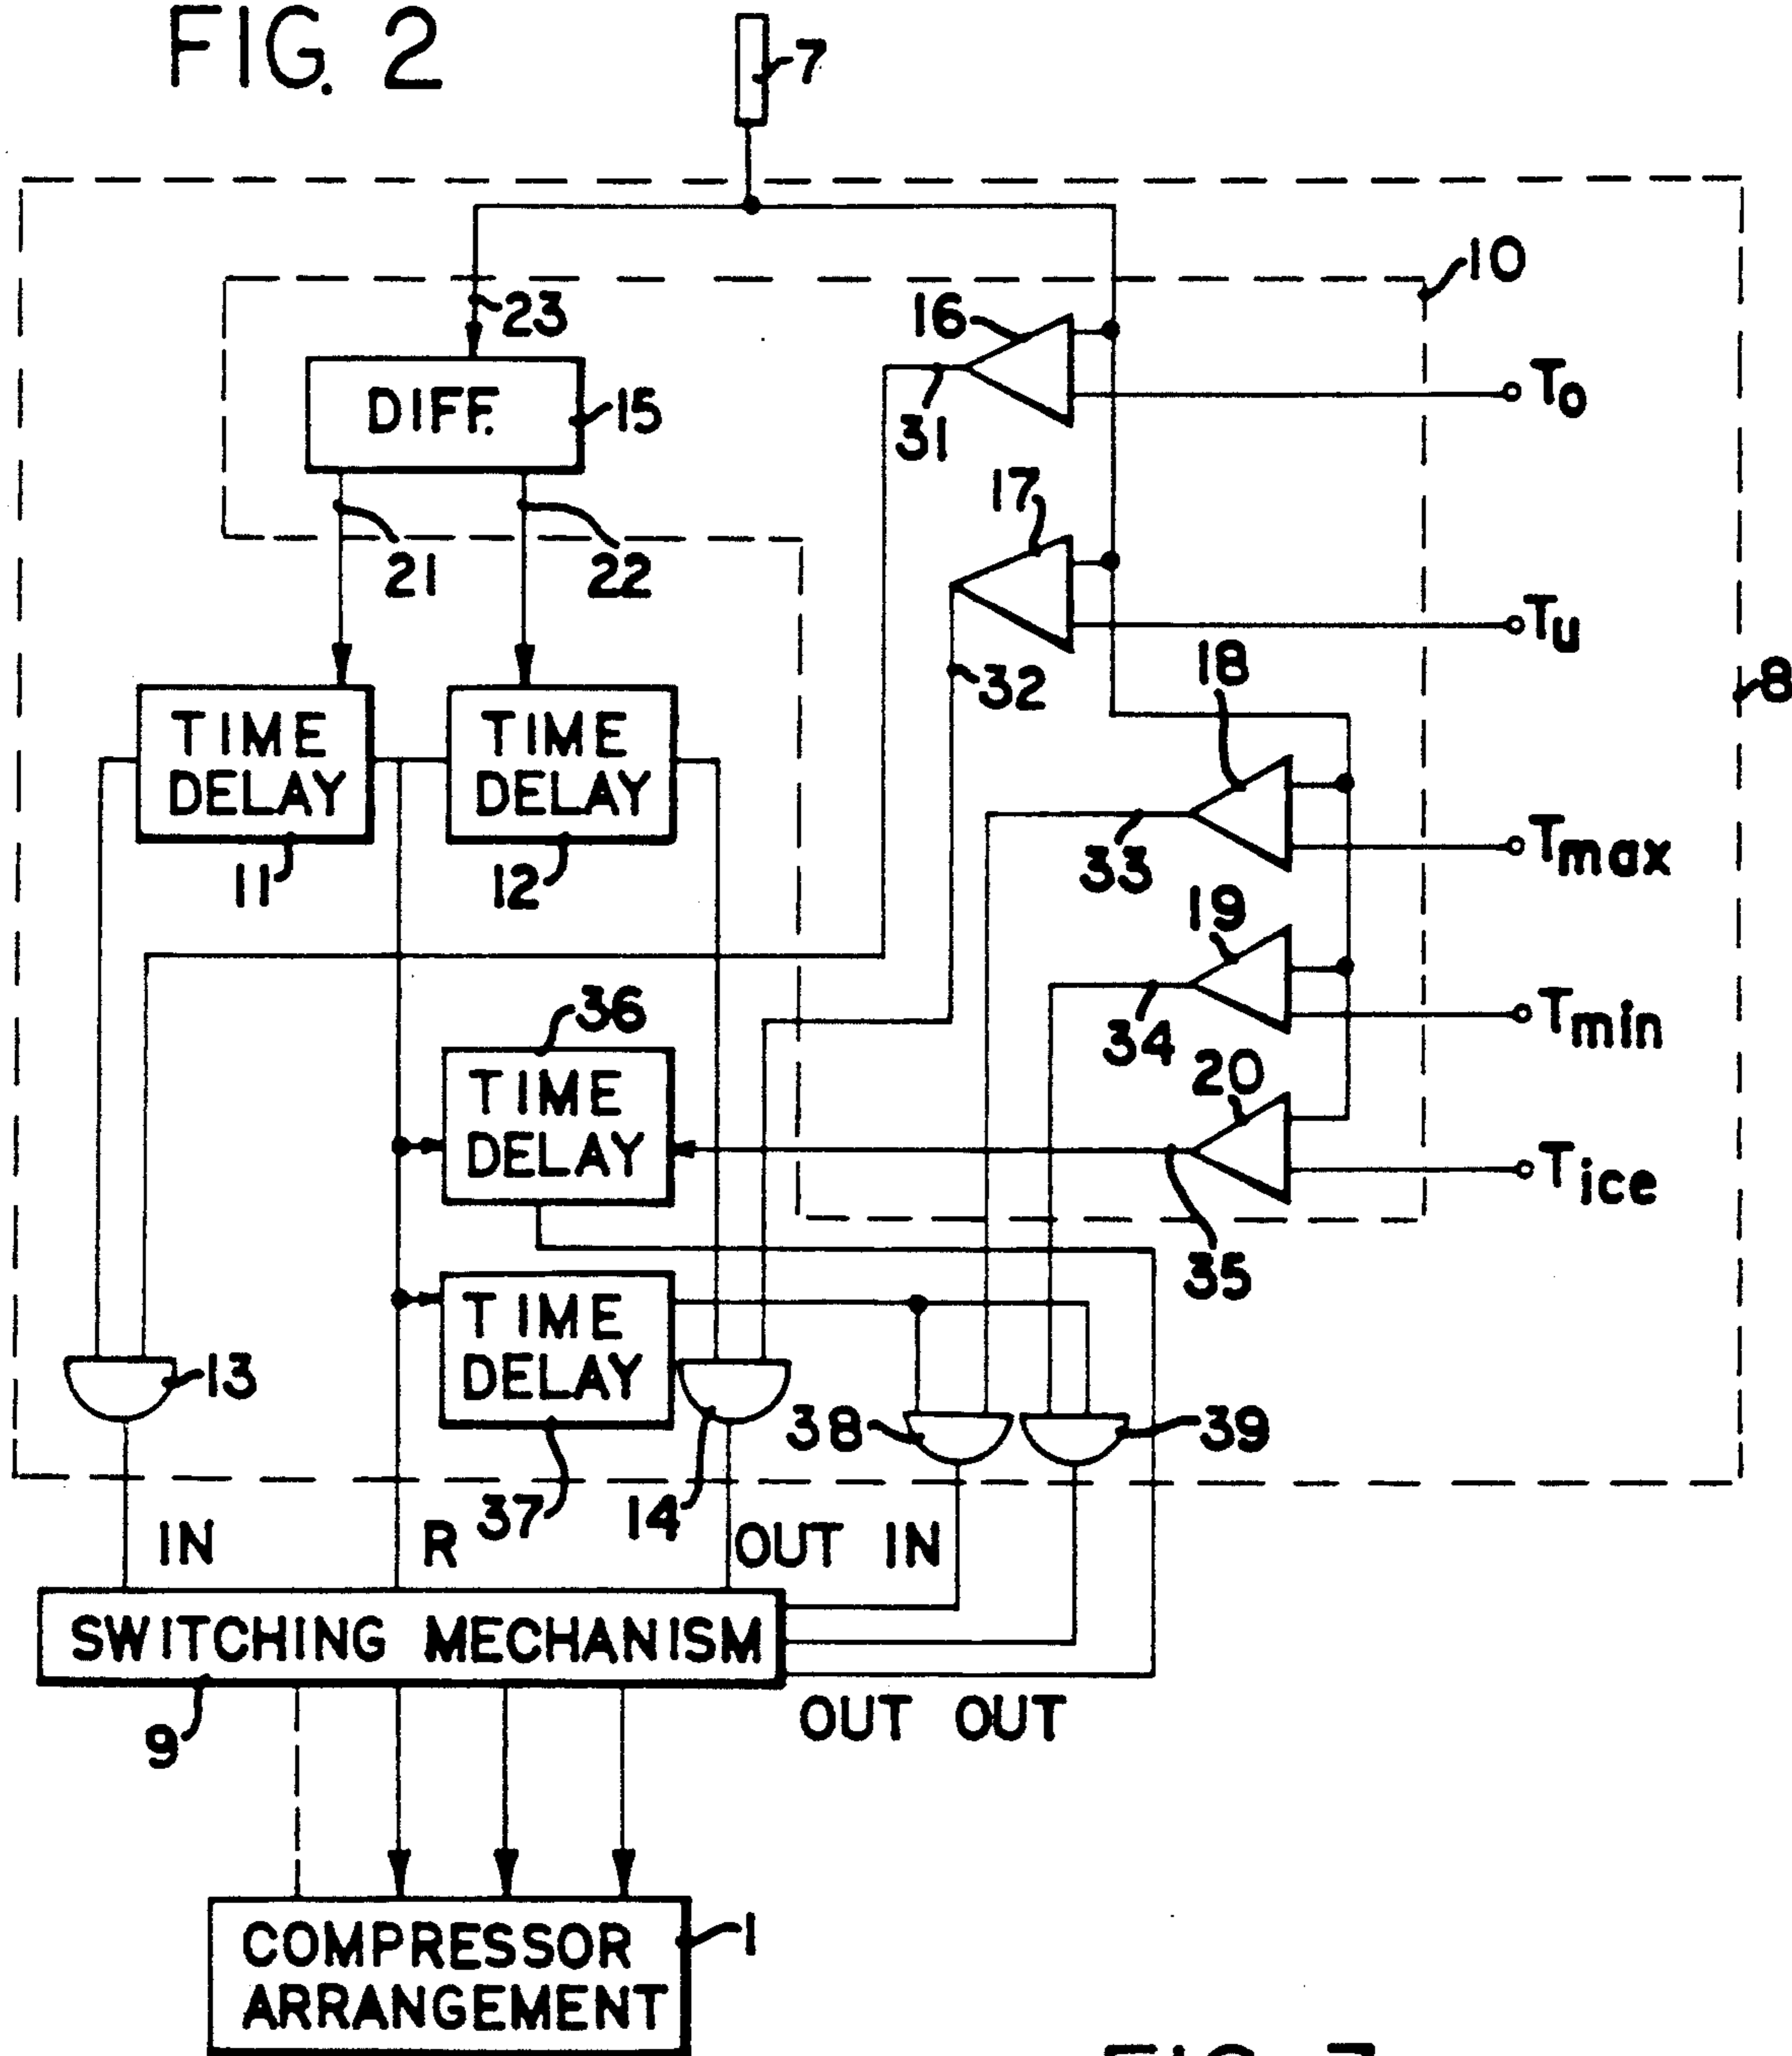 FIG. 2
7
10
23
16
To
DIFF.
15
31
17
21
22
Tu
18
32
8
TIME
DELAY
TIME
DELAY
Tmax
33
11
12
19
36
Tmin
34
TIME
DELAY
20
Tice
35
TIME
DELAY
13
38
39
37
14
IN
R
OUT
IN
SWITCHING MECHANISM
9
OUT OUT
COMPRESSOR
ARRANGEMENT
1